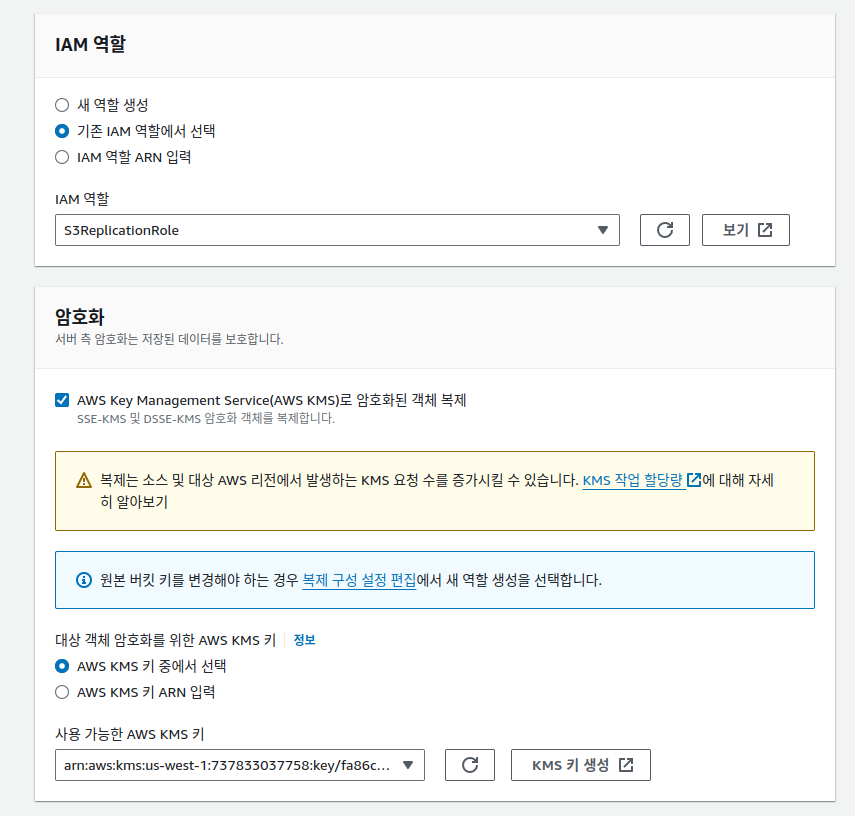 IAM 역할
새 역할 생성
기존 IAM 역할에서 선택
IAM 역할 ARN 입력
IAM 역할
S3ReplicationRole
보기
암호화
서버 측 암호화는 저장된 데이터를 보호합니다.
AWS Key Management Service(AWS KMS)로 암호화된 객체 복제
SSE-KMS 및 DSSE-KMS 암호화 객체를 복제합니다.
복제는 소스 및 대상 AWS 리전에서 발생하는 KMS 요청 수를 증가시킬 수 있습니다. KMS 작업 할당량 에 대해 자세
히 알아보기
원본 버킷 키를 변경해야 하는 경우 복제 구성 설정 편집에서 새 역할 생성을 선택합니다.
대상 객체 암호화를 위한 AWS KMS 키 정보
AWS KMS 키 중에서 선택
AWS KMS 키 ARN 입력
사용 가능한 AWS KMS 키
arn:aws:kms:us-west-1:737833037758:key/fa86c...
KMS 키 생성